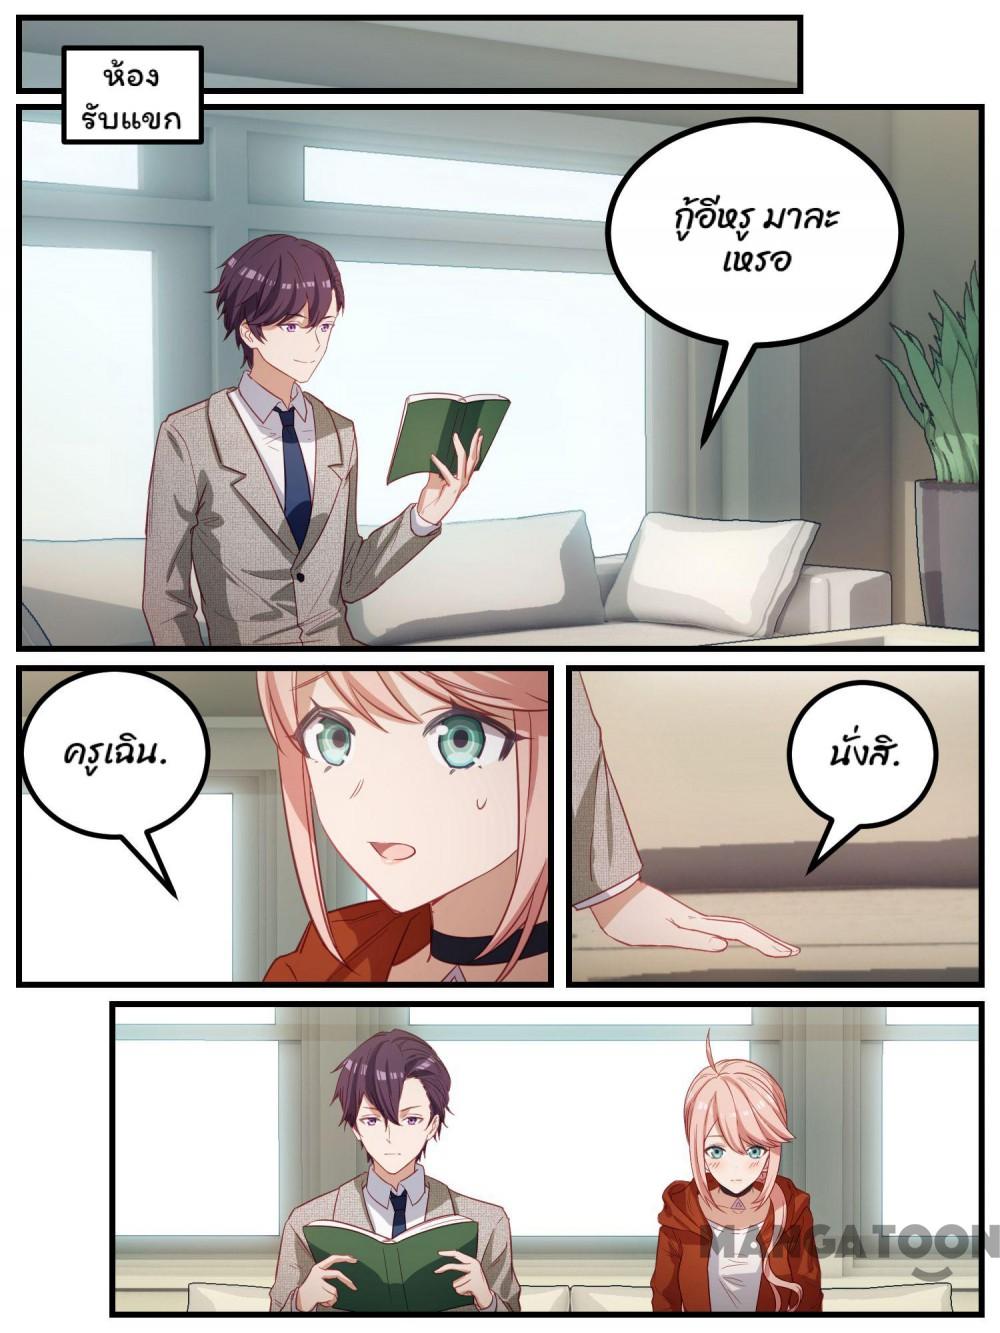 ห้อง
รับแขก
กู้อีหรู มาละ
เหรอ
ครูเฉิน.
นั่งสิ.
MANGATOON